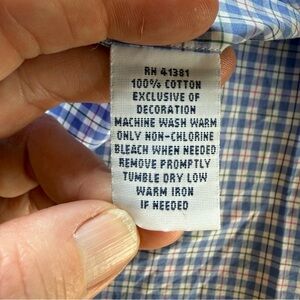 RN 41381
100% COTTON
EXCLUSIVE OF
DECORATION
MACHINE WASH WARM
ONLY NON-CHLORINE
BLEACH WHEN NEEDED
REMOVE PROMPTLY
TUMBLE DRY LOW
WARM IRON
IF NEEDED